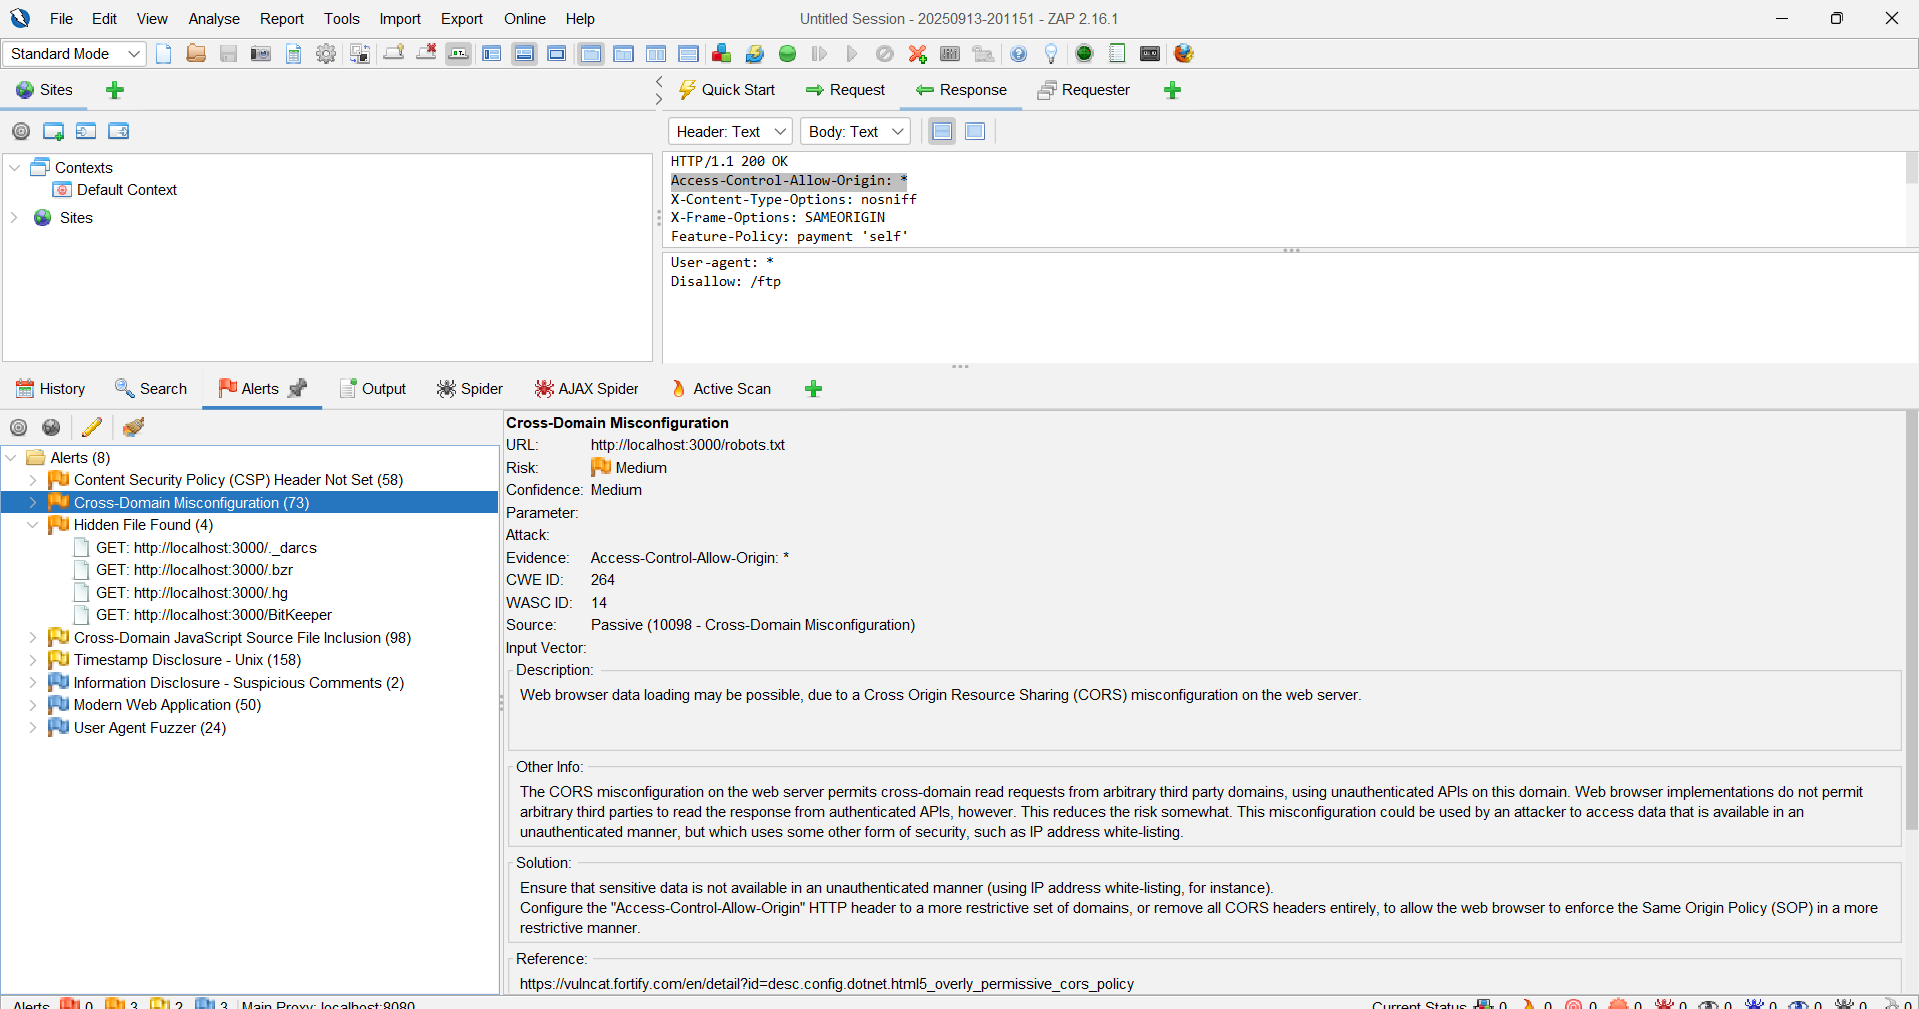 File Edit View Analyse Report Tools Import Export Online Help
Untitled Session - 20250913-201151 - ZAP 2.16.1
Standard Mode
Sites
Quick Start Request Response Requester
Header: Text Body: Text
Contexts
Default Context
Sites
HTTP/1.1 200 OK
Access-Control-Allow-Origin: *
X-Content-Type-Options: nosniff
X-Frame-Options: SAMEORIGIN
Feature-Policy: payment 'self'
User-agent: *
Disallow: /ftp
History Search Alerts Output Spider AJAX Spider Active Scan
Alerts (8)
Content Security Policy (CSP) Header Not Set (58)
Cross-Domain Misconfiguration (73)
Hidden File Found (4)
GET: http://localhost:3000/._darcs
GET: http://localhost:3000/.bzr
GET: http://localhost:3000/.hg
GET: http://localhost:3000/BitKeeper
Cross-Domain JavaScript Source File Inclusion (98)
Timestamp Disclosure - Unix (158)
Information Disclosure - Suspicious Comments (2)
Modern Web Application (50)
User Agent Fuzzer (24)
Cross-Domain Misconfiguration
URL: http://localhost:3000/robots.txt
Risk: Medium
Confidence: Medium
Parameter:
Attack:
Evidence: Access-Control-Allow-Origin: *
CWE ID: 264
WASC ID: 14
Source: Passive (10098 - Cross-Domain Misconfiguration)
Input Vector:
Description:
Web browser data loading may be possible, due to a Cross Origin Resource Sharing (CORS) misconfiguration on the web server.
Other Info:
The CORS misconfiguration on the web server permits cross-domain read requests from arbitrary third party domains, using unauthenticated APIs on this domain. Web browser implementations do not permit
arbitrary third parties to read the response from authenticated APIs, however. This reduces the risk somewhat. This misconfiguration could be used by an attacker to access data that is available in an
unauthenticated manner, but which uses some other form of security, such as IP address white-listing.
Solution:
Ensure that sensitive data is not available in an unauthenticated manner (using IP address white-listing, for instance).
Configure the "Access-Control-Allow-Origin" HTTP header to a more restrictive set of domains, or remove all CORS headers entirely, to allow the web browser to enforce the Same Origin Policy (SOP) in a more
restrictive manner.
Reference:
https://vulncat.fortify.com/en/detail?id=desc.config.dotnet.html5_overly_permissive_cors_policy
Alerts 0 3 2 3 Main Proxy: localhost:8080
Current Status 0 0 0 0 0 0 0 0 0 0